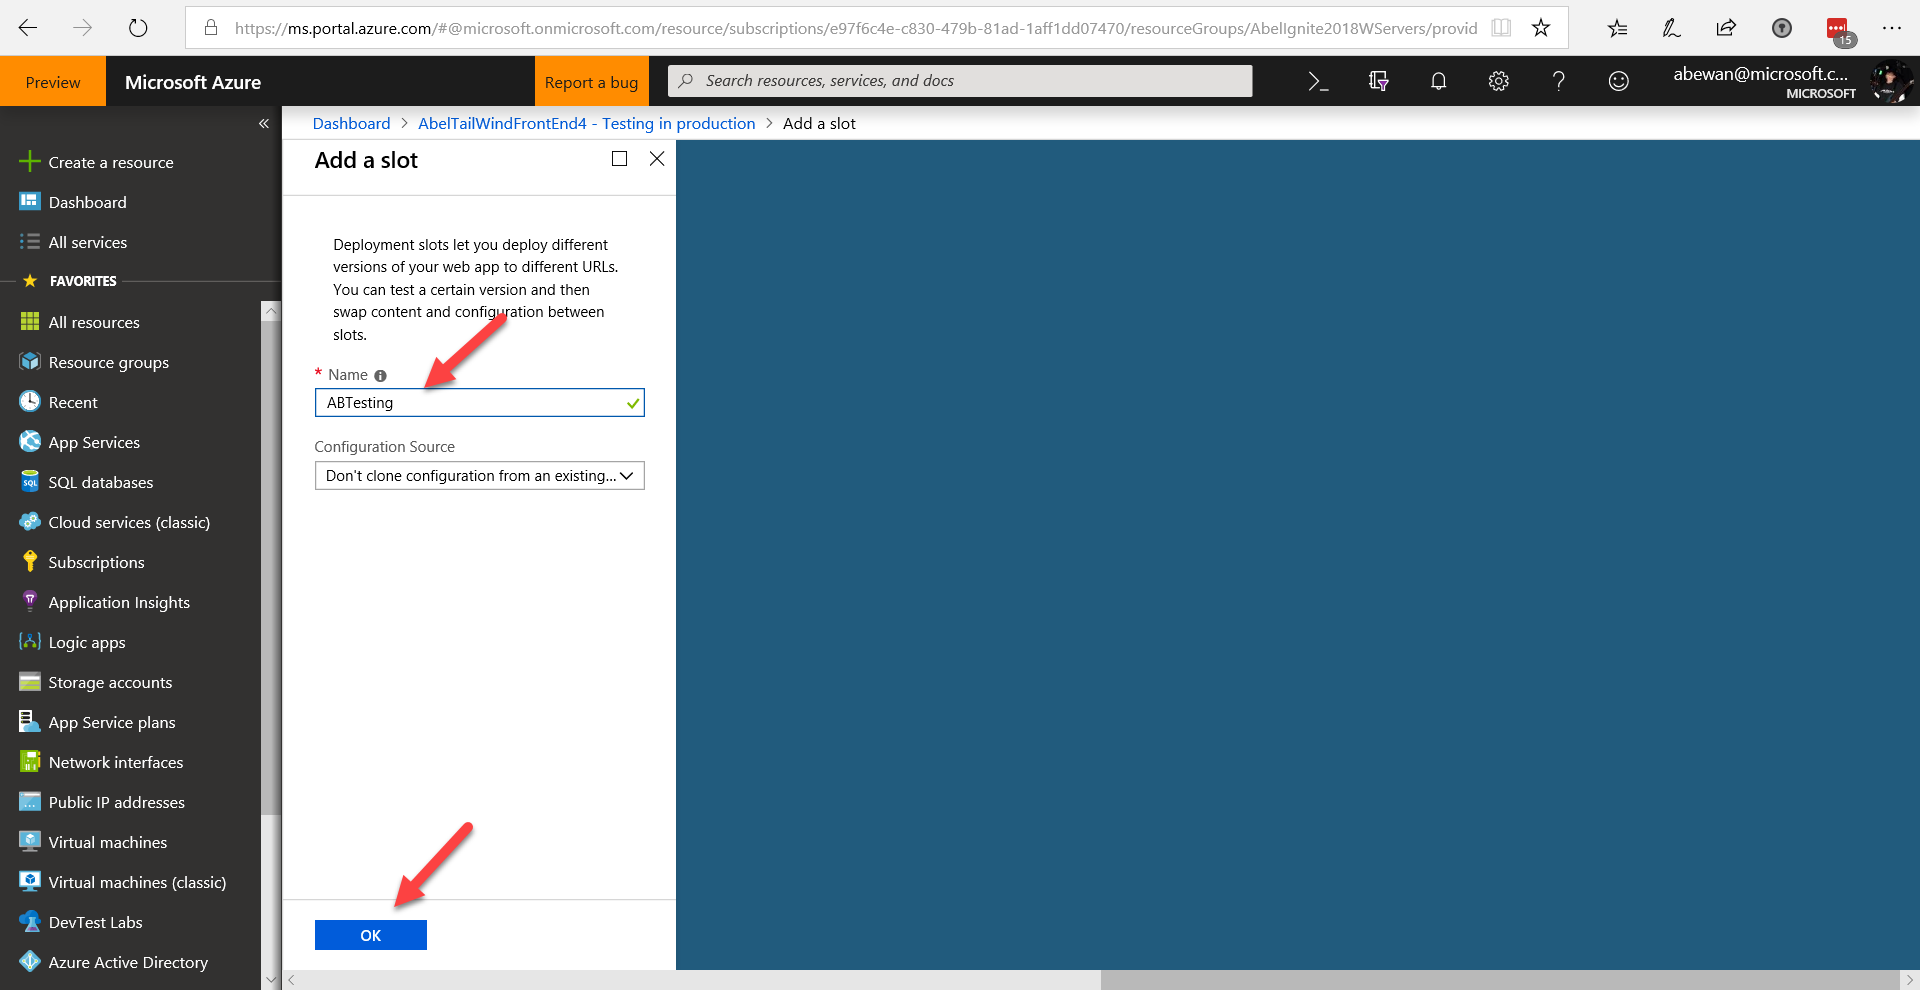 https://ms.portal.azure.com/#@microsoft.onmicrosoft.com/resource/subscriptions/e97f6c4e-c830-479b-81ad-1aff1dd07470/resourceGroups/AbelIgnite2018WServers/provid
15
Preview
Microsoft Azure
Report a bug
Search resources, services, and docs
abewan@microsoft.c...
MICROSOFT
Dashboard > AbelTailWindFrontEnd4 - Testing in production > Add a slot
Create a resource
Dashboard
All services
FAVORITES
All resources
Resource groups
Recent
App Services
SQL databases
Cloud services (classic)
Subscriptions
Application Insights
Logic apps
Storage accounts
App Service plans
Network interfaces
Public IP addresses
Virtual machines
Virtual machines (classic)
DevTest Labs
Azure Active Directory
Add a slot
Deployment slots let you deploy different
versions of your web app to different URLs.
You can test a certain version and then
swap content and configuration between
slots.
* Name
ABTesting
Configuration Source
Don't clone configuration from an existing...
OK